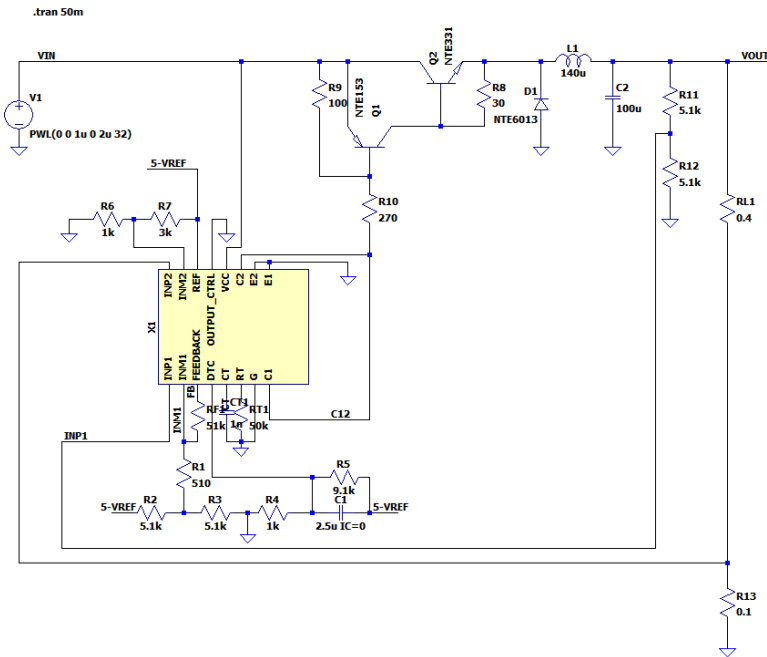 .tran 50m
VIN
Q2
NTE331
L1
140u
VOUT
V1
PWL(0 0 1u 0 2u 32)
R9
100
NTE153
Q1
R8
30
D1
NTE6013
C2
100u
R11
5.1k
R12
5.1k
5-VREF
R6
1k
R7
3k
R10
270
RL1
0.4
INP2
INM2
REF
OUTPUT_CTRL
VCC
C2
E2
E1
X1
INP1
INM1
FEEDBACK
DTC
CT
RT
G
C1
FB
INM1
RF1
51k
CT
CT1
1n
RT1
50k
C12
INP1
R1
510
R5
9.1k
5-VREF
R2
5.1k
R3
5.1k
R4
1k
C1
2.5u IC=0
5-VREF
R13
0.1